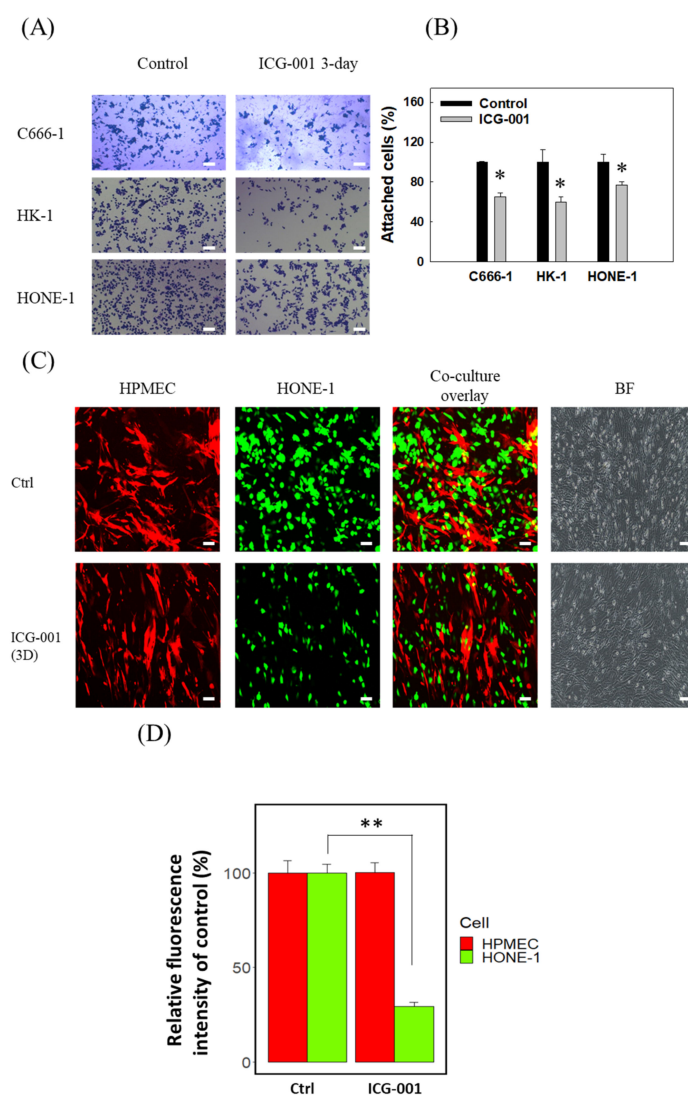 (A)
Control
ICG-001 3-day
C666-1
HK-1
HONE-1
(B)
Attached cells (%)
160
120
80
40
0
Control
ICG-001
*
*
*
C666-1
HK-1
HONE-1
(C)
HPMEC
HONE-1
Co-culture
overlay
BF
Ctrl
ICG-001
(3D)
(D)
Relative fluorescence
intensity of control (%)
100
50
0
**
Cell
HPMEC
HONE-1
Ctrl
ICG-001